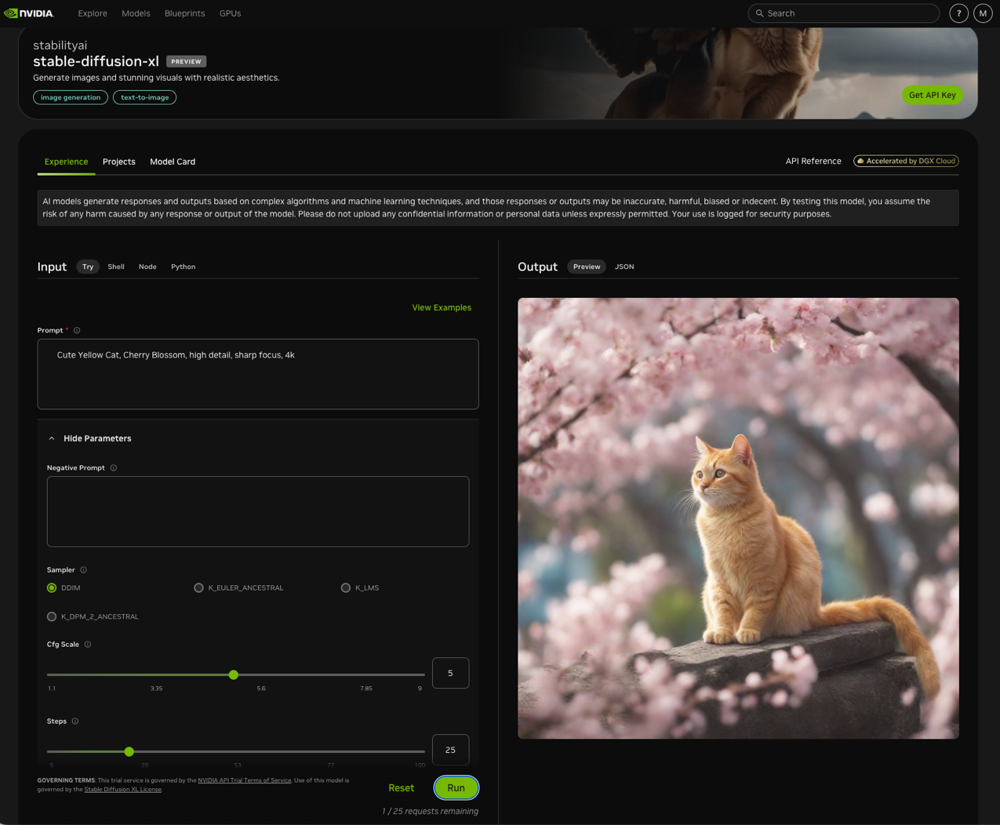 NVIDIA.
Explore Models Blueprints GPUs
Search
?
M
stabilityai
stable-diffusion-xl PREVIEW
Generate images and stunning visuals with realistic aesthetics.
image generation text-to-image
Get API Key
Experience Projects Model Card
API Reference Accelerated by DGX Cloud
AI models generate responses and outputs based on complex algorithms and machine learning techniques, and those responses or outputs may be inaccurate, harmful, biased or indecent. By testing this model, you assume the
risk of any harm caused by any response or output of the model. Please do not upload any confidential information or personal data unless expressly permitted. Your use is logged for security purposes.
Input Try Shell Node Python
View Examples
Prompt *
Cute Yellow Cat, Cherry Blossom, high detail, sharp focus, 4k
Hide Parameters
Negative Prompt
Sampler
DDIM K_EULER_ANCESTRAL K_LMS
K_DPM_2_ANCESTRAL
Cfg Scale
5
1.1 3.35 5.6 7.85 9
Steps
25
5 29 53 77 100
GOVERNING TERMS: This trial service is governed by the NVIDIA API Trial Terms of Service. Use of this model is
governed by the Stable Diffusion XL License.
Reset Run
1 / 25 requests remaining
Output Preview JSON